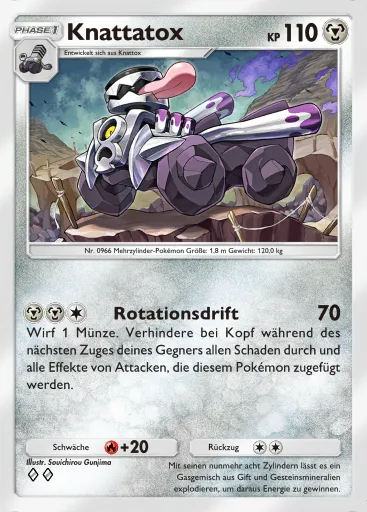 PHASE 1
Knattatox
KP 110
Entwickelt sich aus Knattox
Nr. 0966 Mehrzylinder-Pokémon Größe: 1,8 m Gewicht: 120,0 kg
Rotationsdrift 70
Wirf 1 Münze. Verhindere bei Kopf während des
nächsten Zuges deines Gegners allen Schaden durch und
alle Effekte von Attacken, die diesem Pokémon zugefügt
werden.
Schwäche +20
Rückzug
Illustr. Souichirou Gunjima
Mit seinen nunmehr acht Zylindern lässt es ein
Gasgemisch aus Gift und Gesteinsmineralien
explodieren, um daraus Energie zu gewinnen.